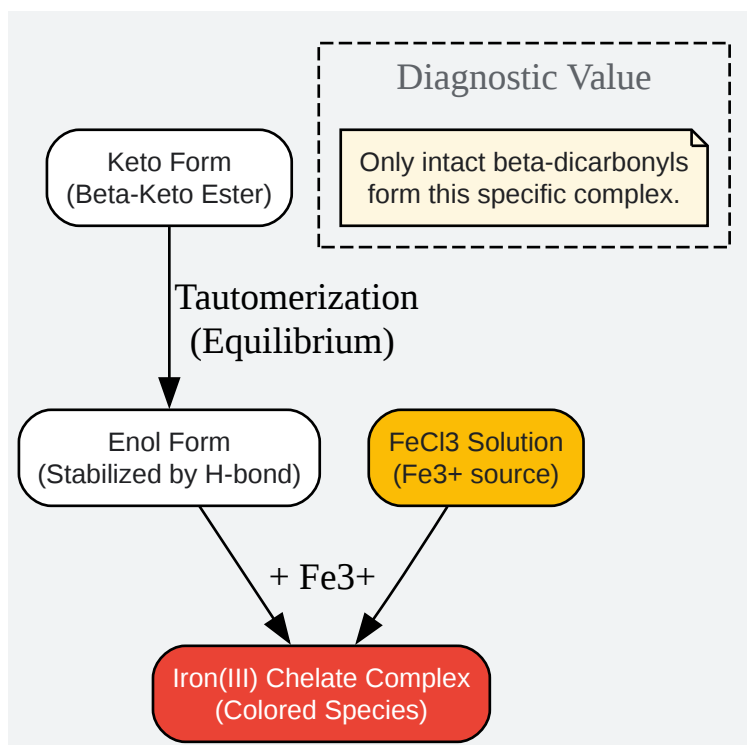 Diagnostic Value
Only intact beta-dicarbonyls
form this specific complex.
Keto Form
(Beta-Keto Ester)
Tautomerization
(Equilibrium)
Enol Form
(Stabilized by H-bond)
FeCl3 Solution
(Fe3+ source)
+ Fe3+
Iron(III) Chelate Complex
(Colored Species)